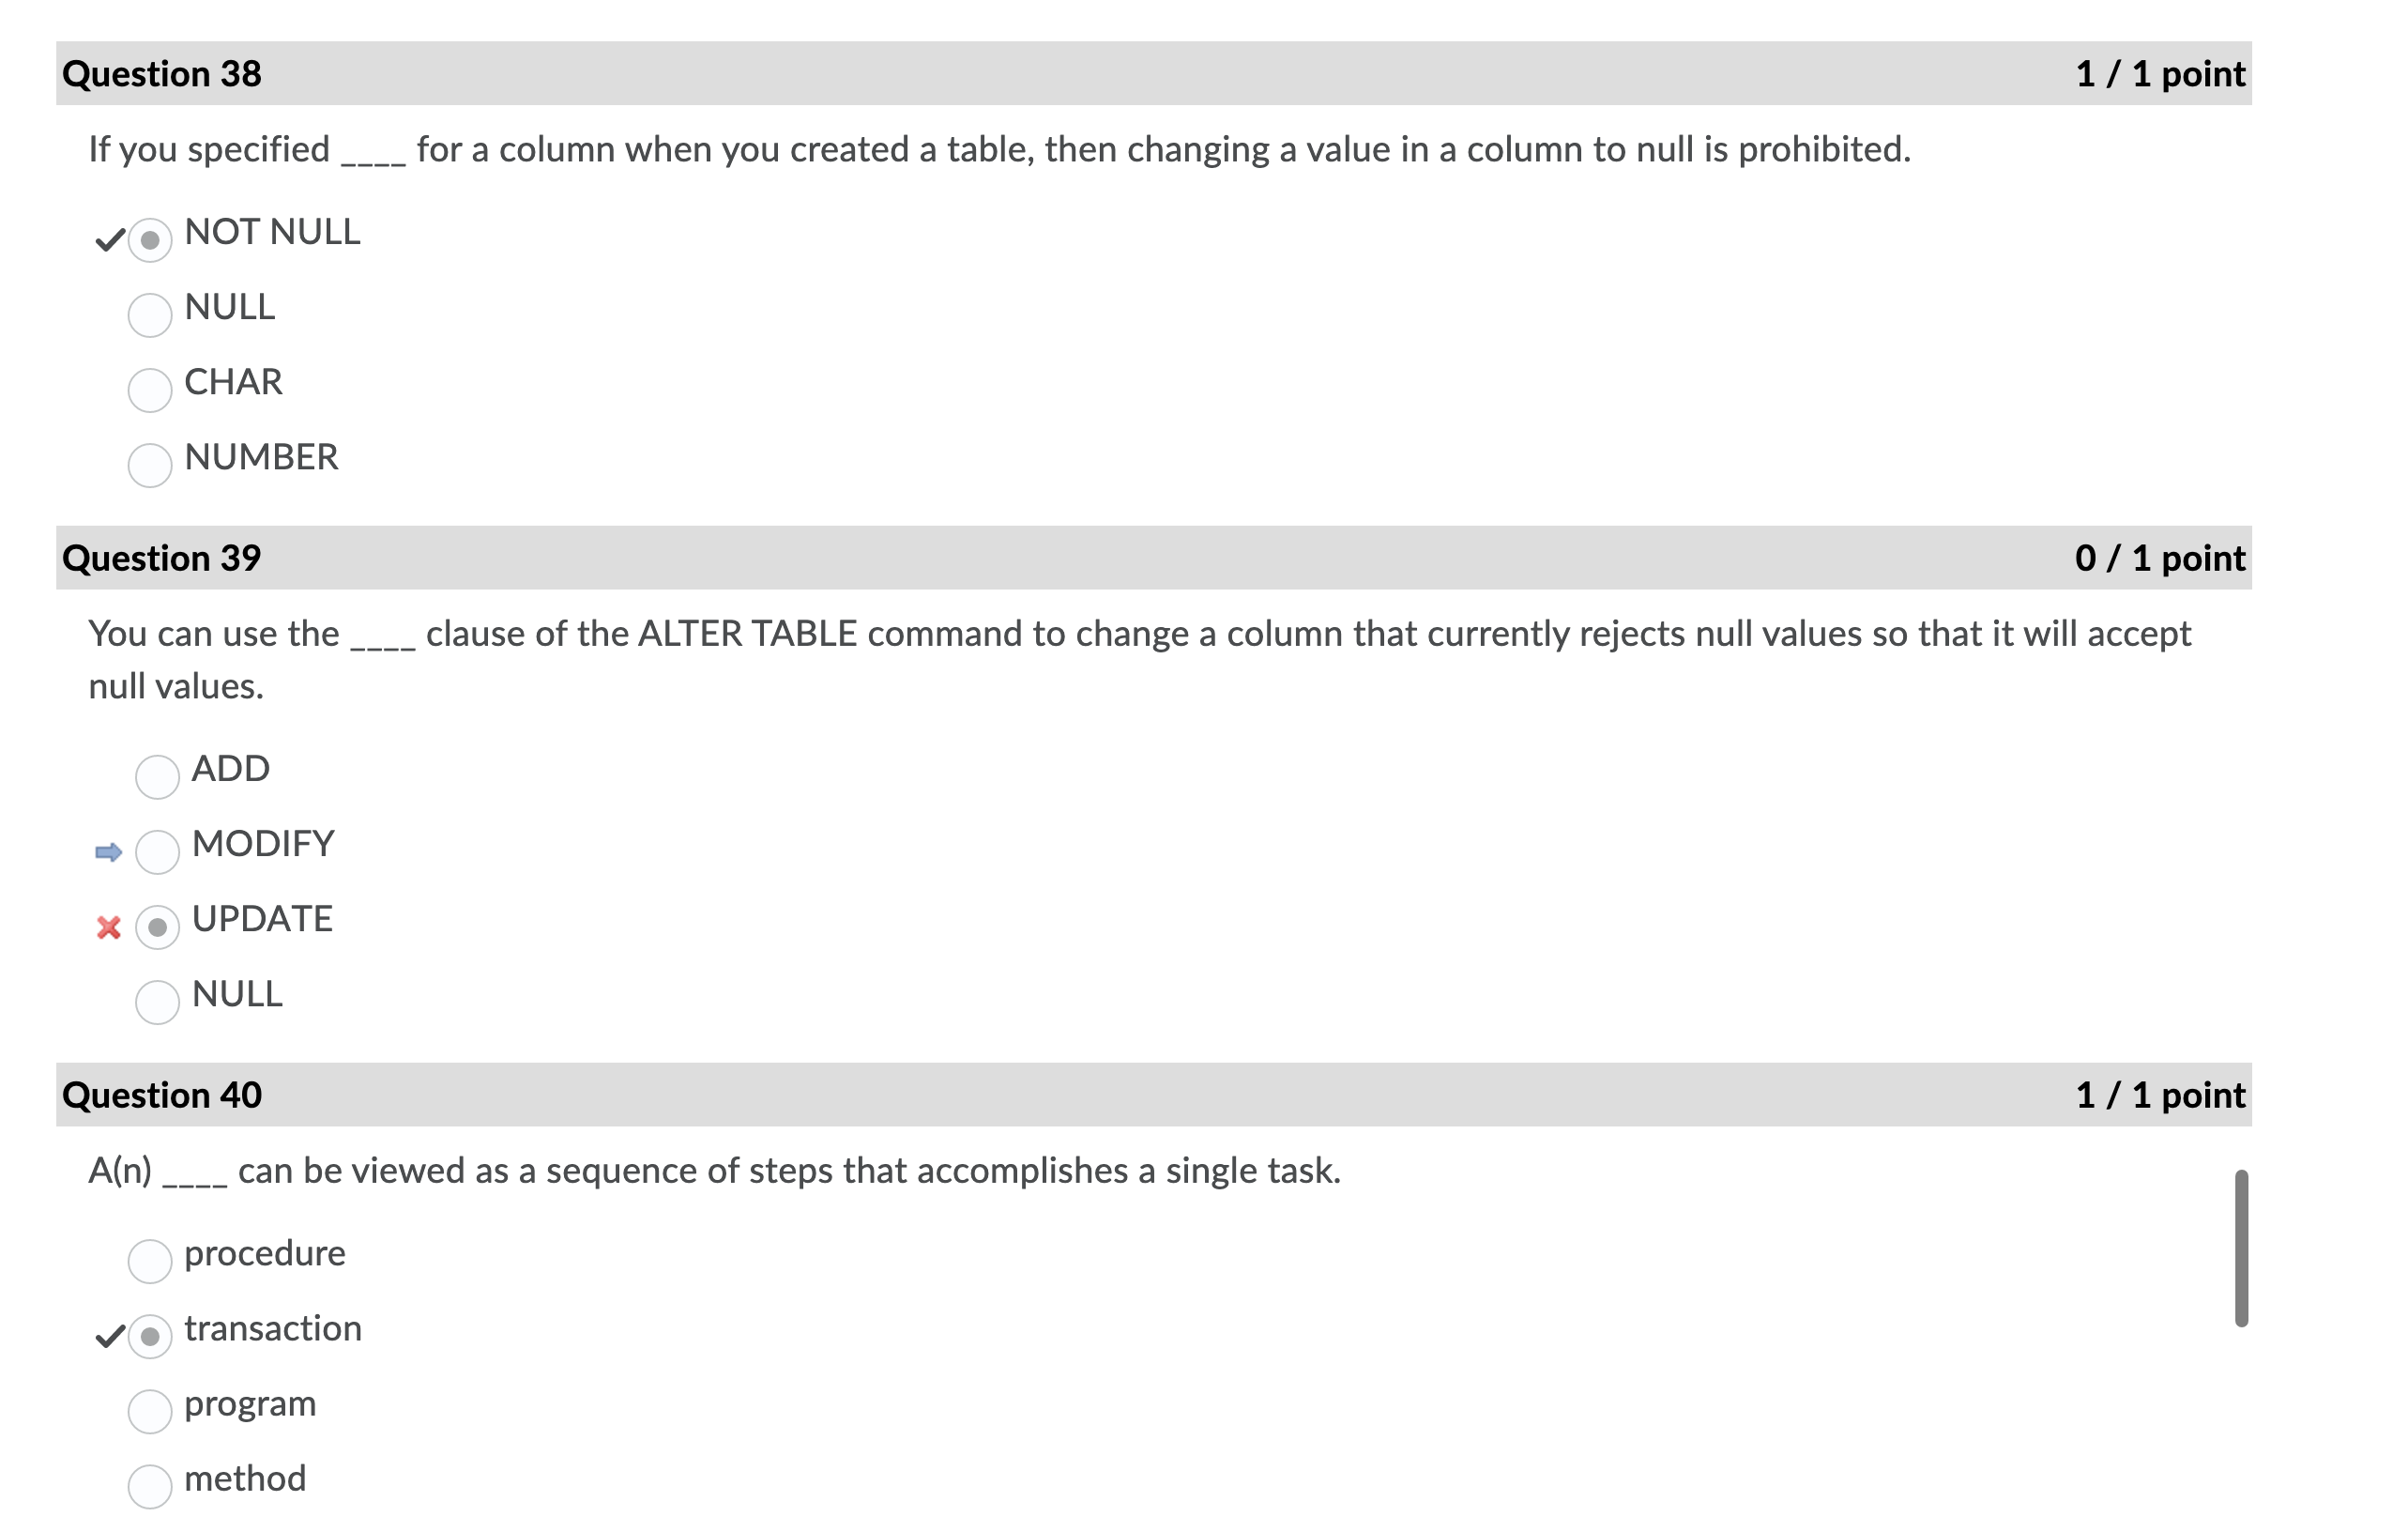 Question 38 1 / 1 point
If you specified ____ for a column when you created a table, then changing a value in a column to null is prohibited.
NOT NULL
NULL
CHAR
NUMBER
Question 39 0 / 1 point
You can use the ____ clause of the ALTER TABLE command to change a column that currently rejects null values so that it will accept
null values.
ADD
MODIFY
UPDATE
NULL
Question 40 1 / 1 point
A(n) ____ can be viewed as a sequence of steps that accomplishes a single task.
procedure
transaction
program
method